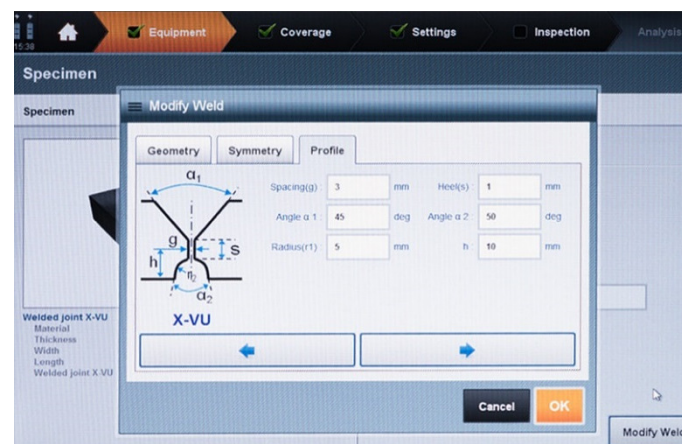 15:38
Equipment
Coverage
Settings
Inspection
Analysis
Specimen
Specimen
Modify Weld
Geometry
Symmetry
Profile
α1
g
s
h
α2
X-VU
Spacing(g) : 3 mm Heel(s) : 1 mm
Angle α 1 : 45 deg Angle α 2 : 50 deg
Radius(r1) : 5 mm h 10 mm
Welded joint X-VU
Material
Thickness
Width
Length
Welded joint X-VU
Cancel
OK
Modify Weld